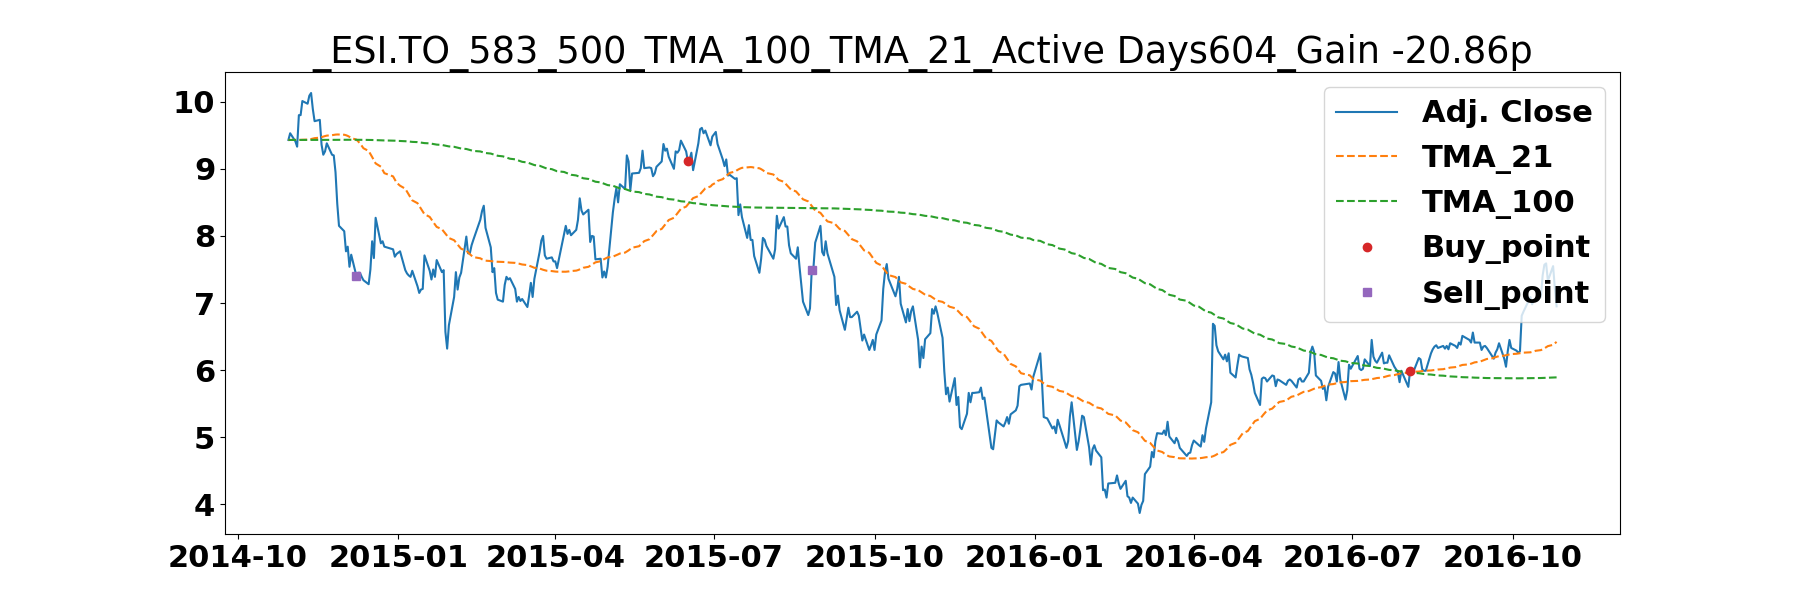 _ESI.TO_583_500_TMA_100_TMA_21_Active Days604_Gain -20.86p
10
9
8
7
6
5
4
Adj. Close
TMA_21
TMA_100
Buy_point
Sell_point
2014-10 2015-01 2015-04 2015-07 2015-10 2016-01 2016-04 2016-07 2016-10